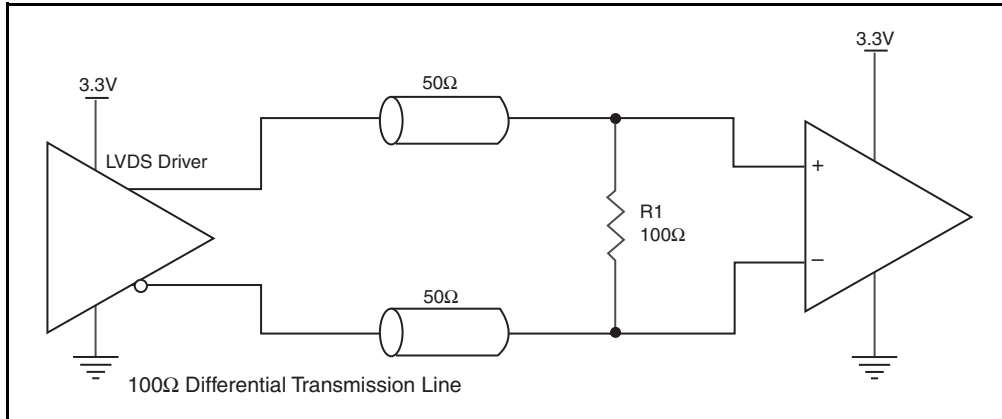 3.3V
3.3V
50Ω
LVDS Driver
+
R1
100Ω
–
50Ω
100Ω Differential Transmission Line